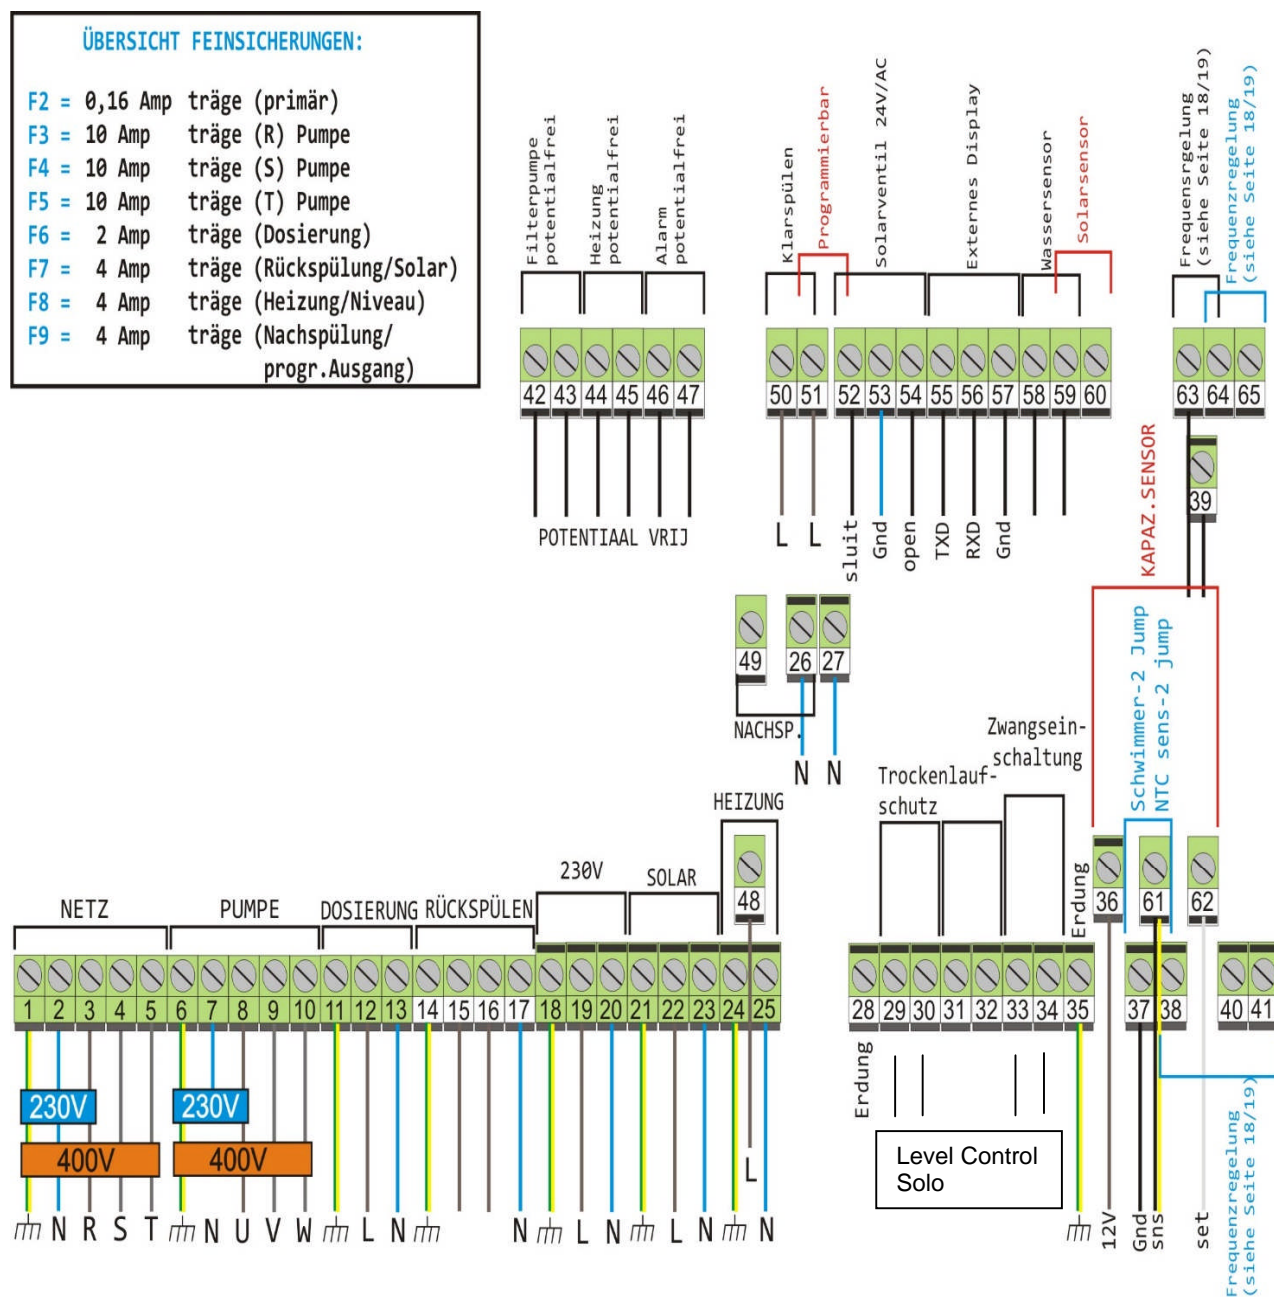 ÜBERSICHT FEINSICHERUNGEN:
F2 = 0,16 Amp träge (primär)
F3 = 10 Amp träge (R) Pumpe
F4 = 10 Amp träge (S) Pumpe
F5 = 10 Amp träge (T) Pumpe
F6 = 2 Amp träge (Dosierung)
F7 = 4 Amp träge (Rückspülung/Solar)
F8 = 4 Amp träge (Heizung/Niveau)
F9 = 4 Amp träge (Nachspülung/
progr.Ausgang)
Filterpumpe
potentialfrei
Heizung
potentialfrei
Alarm
potentialfrei
Klarspülen
Programmierbar
Solarventil 24V/AC
Externes Display
Wassersensor
Solarsensor
Frequensrgelung
(siehe Seite 18/19)
Frequenzregelung
(siehe Seite 18/19)
42 43 44 45 46 47
50 51 52 53 54 55 56 57 58 59 60
63 64 65
39
POTENTIAAL VRIJ
L L
sluit
Gnd
open
TXD
RXD
Gnd
KAPAZ.SENSOR
49 26 27
NACHSP.
N N
Schwimmer-2 Jump
NTC sens-2 jump
Zwangsein-
schaltung
Trockenlauf-
schutz
HEIZUNG
48
230V
SOLAR
NETZ
PUMPE
DOSIERUNG
RÜCKSPÜLEN
Erdung
36 61 62
1 2 3 4 5 6 7 8 9 10 11 12 13 14 15 16 17 18 19 20 21 22 23 24 25
28 29 30 31 32 33 34 35 37 38 40 41
Erdung
230V
230V
400V
400V
L
Level Control
Solo
N R S T N U V W L N N L N L N N
12V
Gnd
sns
set
Frequenzregelung
(siehe Seite 18/19)